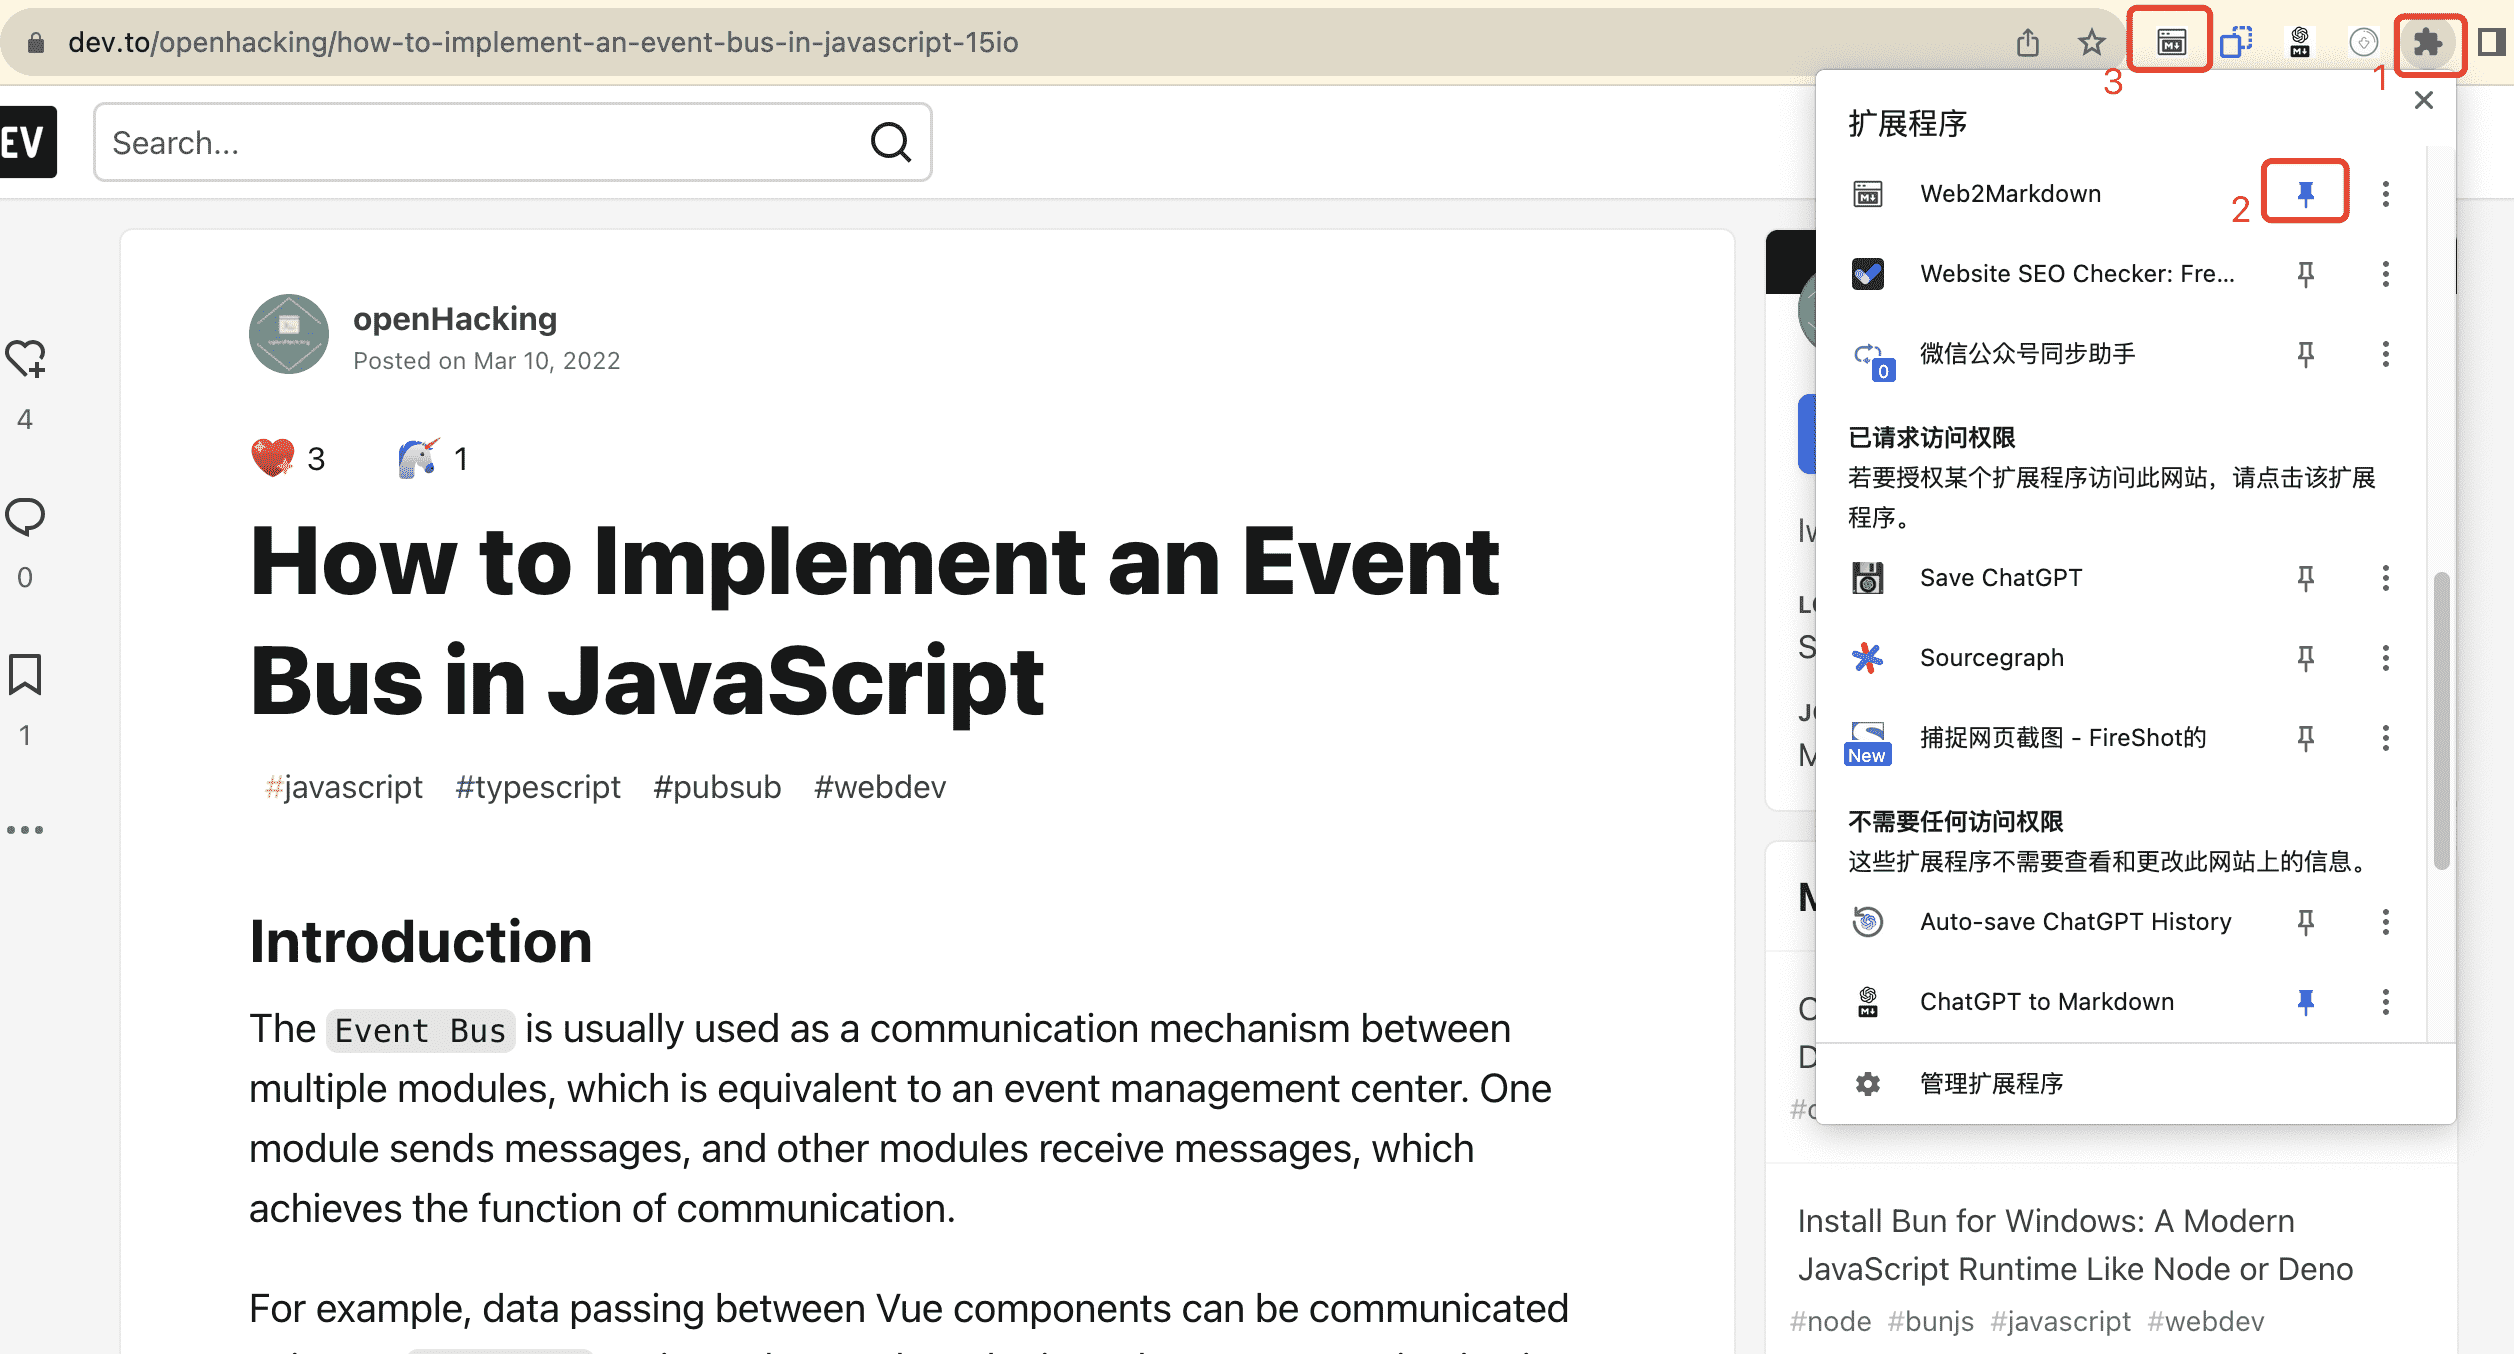 dev.to/openhacking/how-to-implement-an-event-bus-in-javascript-15io
3
1
EV
Search...
扩展程序
Web2Markdown
2
Website SEO Checker: Fre...
微信公众号同步助手
0
已请求访问权限
若要授权某个扩展程序访问此网站，请点击该扩展
程序。
Save ChatGPT
Sourcegraph
捕捉网页截图 - FireShot的
New
不需要任何访问权限
这些扩展程序不需要查看和更改此网站上的信息。
Auto-save ChatGPT History
ChatGPT to Markdown
管理扩展程序
4
0
1
openHacking
Posted on Mar 10, 2022
3 1
How to Implement an Event
Bus in JavaScript
#javascript #typescript #pubsub #webdev
Introduction
The Event Bus is usually used as a communication mechanism between
multiple modules, which is equivalent to an event management center. One
module sends messages, and other modules receive messages, which
achieves the function of communication.
For example, data passing between Vue components can be communicated
Install Bun for Windows: A Modern
JavaScript Runtime Like Node or Deno
#node #bunjs #javascript #webdev